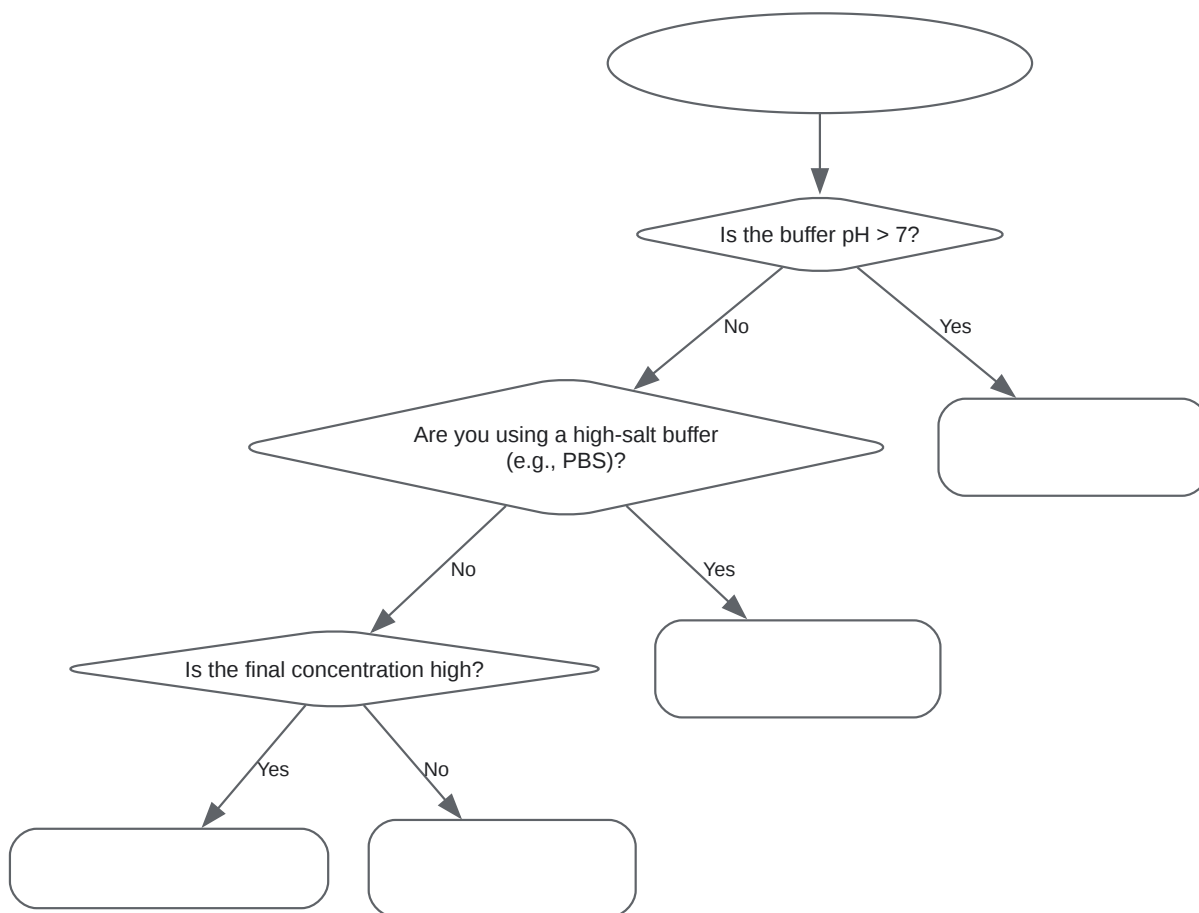 Is the buffer pH > 7?
No
Yes
Are you using a high-salt buffer
(e.g., PBS)?
No
Yes
Is the final concentration high?
Yes
No